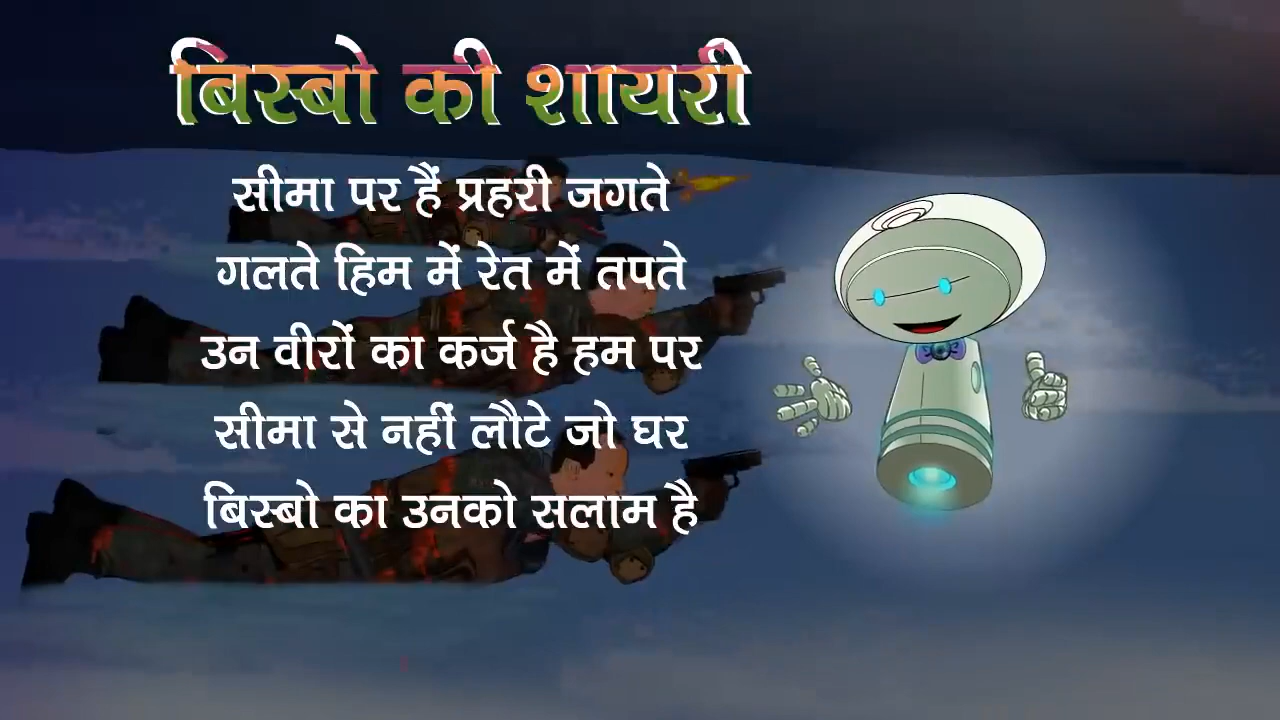 बिस्बो की शायरी
सीमा पर हैं प्रहरी जगते
गलते हिम में रेत में तपते
उन वीरों का कर्ज है हम पर
सीमा से नहीं लौटे जो घर
बिस्बो का उनको सलाम है